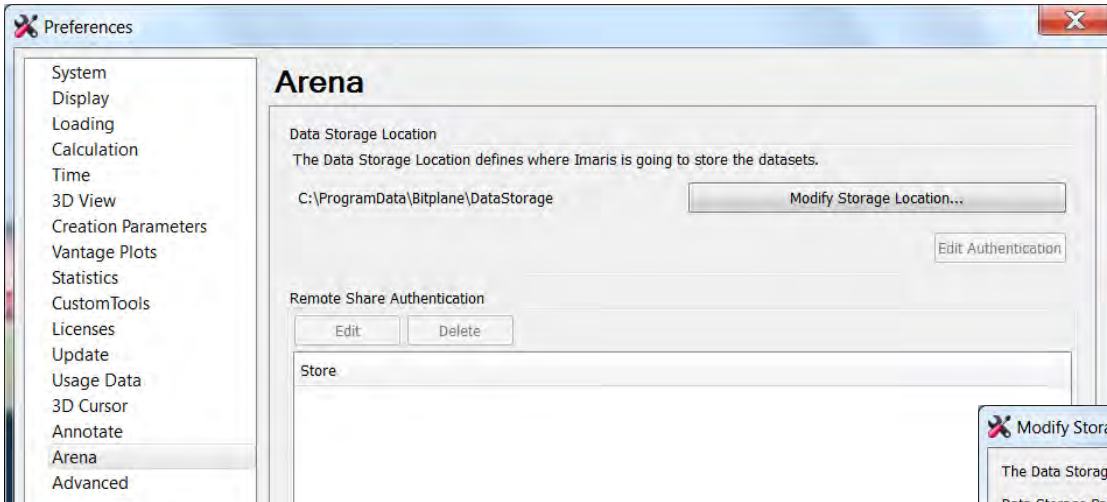 Preferences
System
Display
Loading
Calculation
Time
3D View
Creation Parameters
Vantage Plots
Statistics
CustomTools
Licenses
Update
Usage Data
3D Cursor
Annotate
Arena
Advanced
Arena
Data Storage Location
The Data Storage Location defines where Imaris is going to store the datasets.
C:\ProgramData\Bitplane\DataStorage
Modify Storage Location...
Edit Authentication
Remote Share Authentication
Edit Delete
Store
Modify Stora
The Data Storag